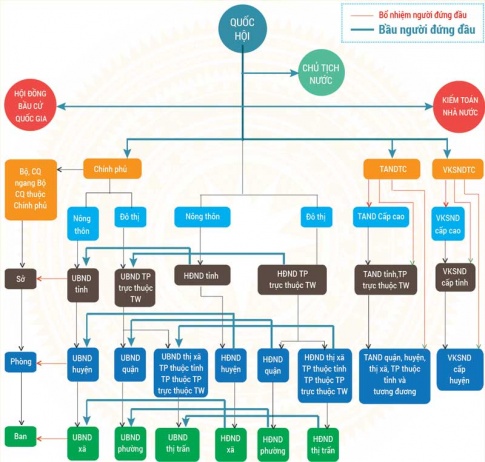 QUỐC
HỘI
Bổ nhiệm người đứng đầu
Bầu người đứng đầu
CHỦ TỊCH
NƯỚC
HỘI ĐỒNG
BẦU CỬ
QUỐC GIA
KIỂM TOÁN
NHÀ NƯỚC
Bộ, CQ
ngang Bộ
CQ thuộc
Chính phủ
Chính phủ
TANDTC
VKSNDTC
Nông
thôn
Đô thị
Nông thôn
Đô thị
TAND Cấp cao
VKSND
cấp cao
Sở
UBND
tỉnh
UBND TP
trực thuộc
TW
HĐND tỉnh
HĐND TP
trực thuộc TW
TAND tỉnh,TP
trực thuộc TW
VKSND
cấp tỉnh
Phòng
UBND
huyện
UBND
quận
UBND thị xã
TP thuộc tỉnh
TP thuộc TP
trực thuộc TW
HĐND
huyện
HĐND
quận
HĐND thị xã
TP thuộc tỉnh
TP thuộc TP
trực thuộc TW
TAND quận, huyện,
thị xã, TP thuộc
tỉnh và
tương đương
VKSND
cấp
huyện
Ban
UBND
xã
UBND
phường
UBND
thị trấn
HĐND
xã
HĐND
phường
HĐND
thị trấn